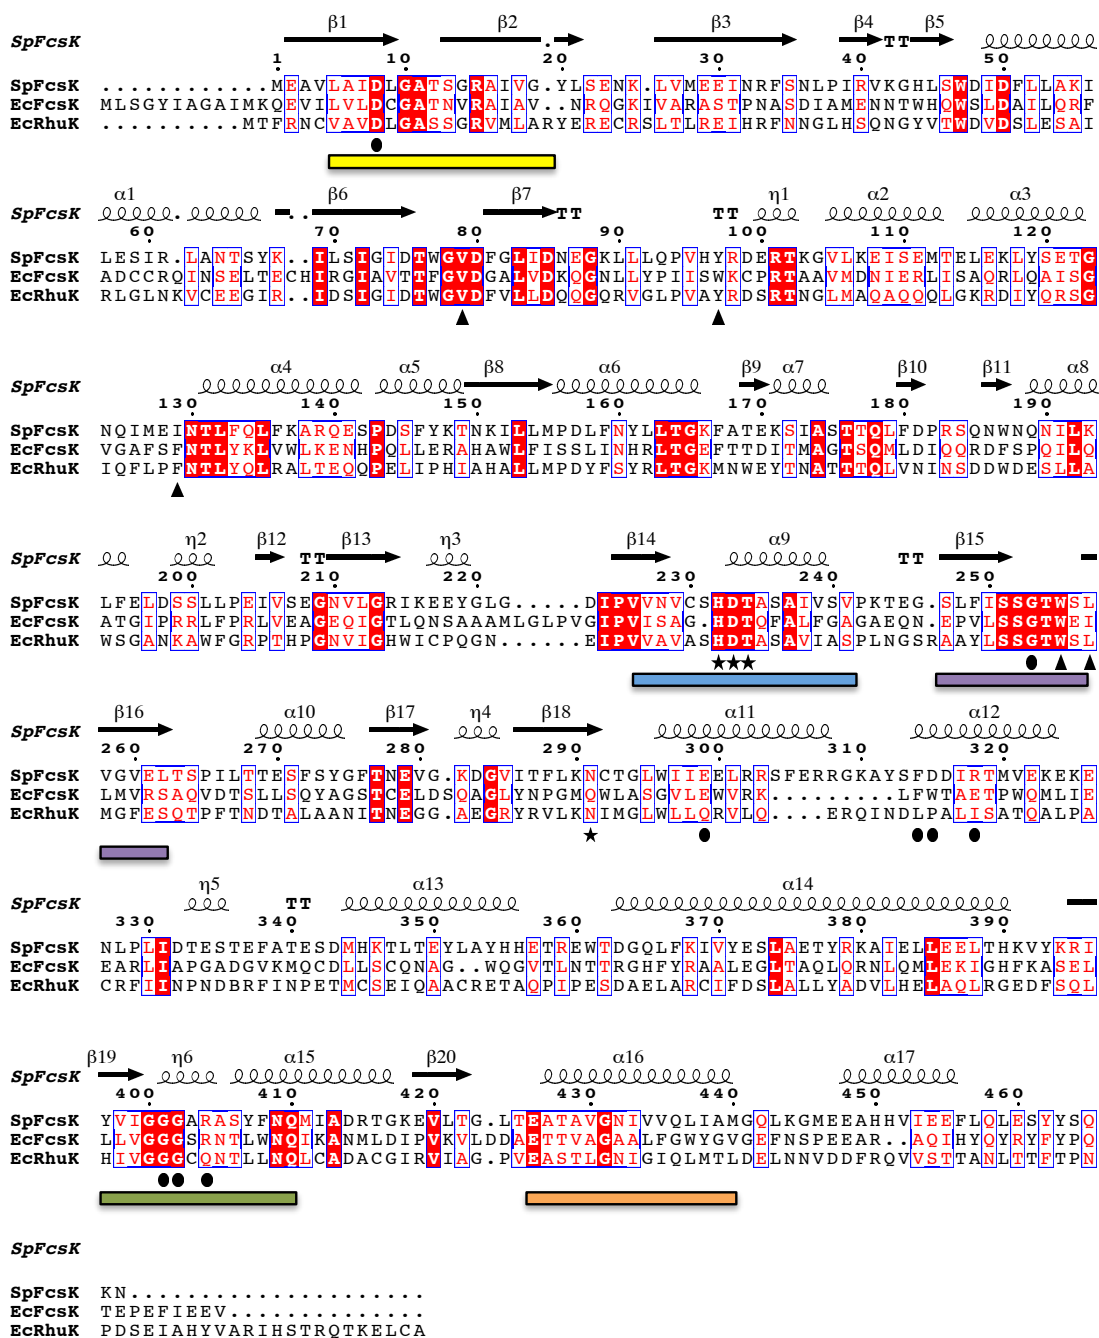 β1 β2 β3 β4 β5
SpFcsK . TT
1 10 20 30 40 50
SpFcsK ............MEAVLAIDLGATSGRAIVG.YLSENK.LVMEEINRFSNLPIRVKGHLSWDIDFLLAKI
EcFcsK MLSGYIAGAIMKQEVILVLDCGATNVRAIAV..NRQGKIVARASTPNASDIAMENNTWHQWSLDAILQRF
EcRhuK ..........MTFRNCVAVDLGASSGRVMLARYERECRSLTLREIHRFNNGLHSQNGYVTWDVDSLESAI
α1 β6 β7 η1 α2 α3
SpFcsK . .. TT TT
60 70 80 90 100 110 120
SpFcsK LESIR.LANTSYK..ILSIGIDTWGVDFGLIDNEGKLLLQPVHYRDERTKGVLKEISEMTELEKLYSETG
EcFcsK ADCCRQINSELTECHIRGIAVTTFGVDGALVDKQGNLLYPIISWKCPRTAAVMDNIERLISAQRLQAISG
EcRhuK RLGLNKVCEEGIR..IDSIGIDTWGVDFVLLDQQGQRVGLPVAYRDSRTNGLMAQAQQQLGKRDIYQRSG
α4 α5 β8 α6 β9 α7 β10 β11 α8
SpFcsK
130 140 150 160 170 180 190
SpFcsK NQIMEINTLFQLFKARQESPDSFYKTNKILLMPDLFNYLLTGKFATEKSIASTTQLFDPRSQNWNQNILK
EcFcsK VGAFSFNTLYKLVWLKENHPQLLERAHAWLFISSLINHRLTGEFTTDITMAGTSQMLDIQQRDFSPQILQ
EcRhuK IQFLPFNTLYQLRALTEQQPELIPHIAHALLMPDYFSYRLTGKMNWEYTNATTTQLVNINSDDWDESLLA
η2 β12 β13 η3 β14 α9 β15
SpFcsK TT TT
200 210 220 230 240 250
SpFcsK LFELDSSLLPEIVSEGNVLGRIKEEYGLG.....DIPVVNVCSHDTASAIVSVPKTEG.SLFISSGTWSL
EcFcsK ATGIPRRLFPRLVEAGEQIGTLQNSAAAMLGLPVGIPVISAG.HDTQFALFGAGAEQN.EPVLSSGTWEI
EcRhuK WSGANKAWFGRPTHPGNVIGHWICPQGN......EIPVVAVASHDTASAVIASPLNGSRAAYLSSGTWSL
β16 α10 β17 η4 β18 α11 α12
SpFcsK
260 270 280 290 300 310 320
SpFcsK VGVELTSPILTTESFSYGFTNEVG.KDGVITFLKNCTGLWIIEELRRSFERRGKAYSFDDIRTMVEKEKE
EcFcsK LMVRSAQVDTSLLSQYAGSTCELDSQAGLYNPGMQWLASGVLEWVRK.........LFWTAETPWQMLIE
EcRhuK MGFESQTPFTNDTALAANITNEGG.AEGRYRVLKNIMGLWLLQRVLQ....ERQINDLPALISATQALPA
η5 α13 α14
SpFcsK TT
330 340 350 360 370 380 390
SpFcsK NLPLIDTESTEFATESDMHKTLTEYLAYHHETREWTDGQLFKIVYESLAETYRKAIELLEELTHKVYKRI
EcFcsK EARLIAPGADGVKMQCDLLSCQNAG..WQGVTLNTTRGHFYRAALEGLTAQLQRNLQMLEKIGHFKASEL
EcRhuK CRFIINPNDBRFINPETMCSEIQAACRETAQPIPESDAELARCIFDSLALLYADVLHELAQLRGEDFSQL
β19 η6 α15 β20 α16 α17
SpFcsK
400 410 420 430 440 450 460
SpFcsK YVIGGGARASYFNQMIADRTGKEVLTG.LTEATAVGNIVVQLIAMGQLKGMEEAHHVIEEFLQLESYYSQ
EcFcsK LLVGGGSRNTLWNQIKANMLDIPVKVLDDAETTVAGAALFGWYGVGEFNSPEEAR..AQIHYQYRYFYPQ
EcRhuK HIVGGGCQNTLLNQLCADACGIRVIAG.PVEASTLGNIGIQLMTLDELNNVDDFRQVVSTTANLTTFTPN
SpFcsK
SpFcsK KN.....................
EcFcsK TEPEFIEEV..............
EcRhuK PDSEIAHYVARIHSTRQTKELCA